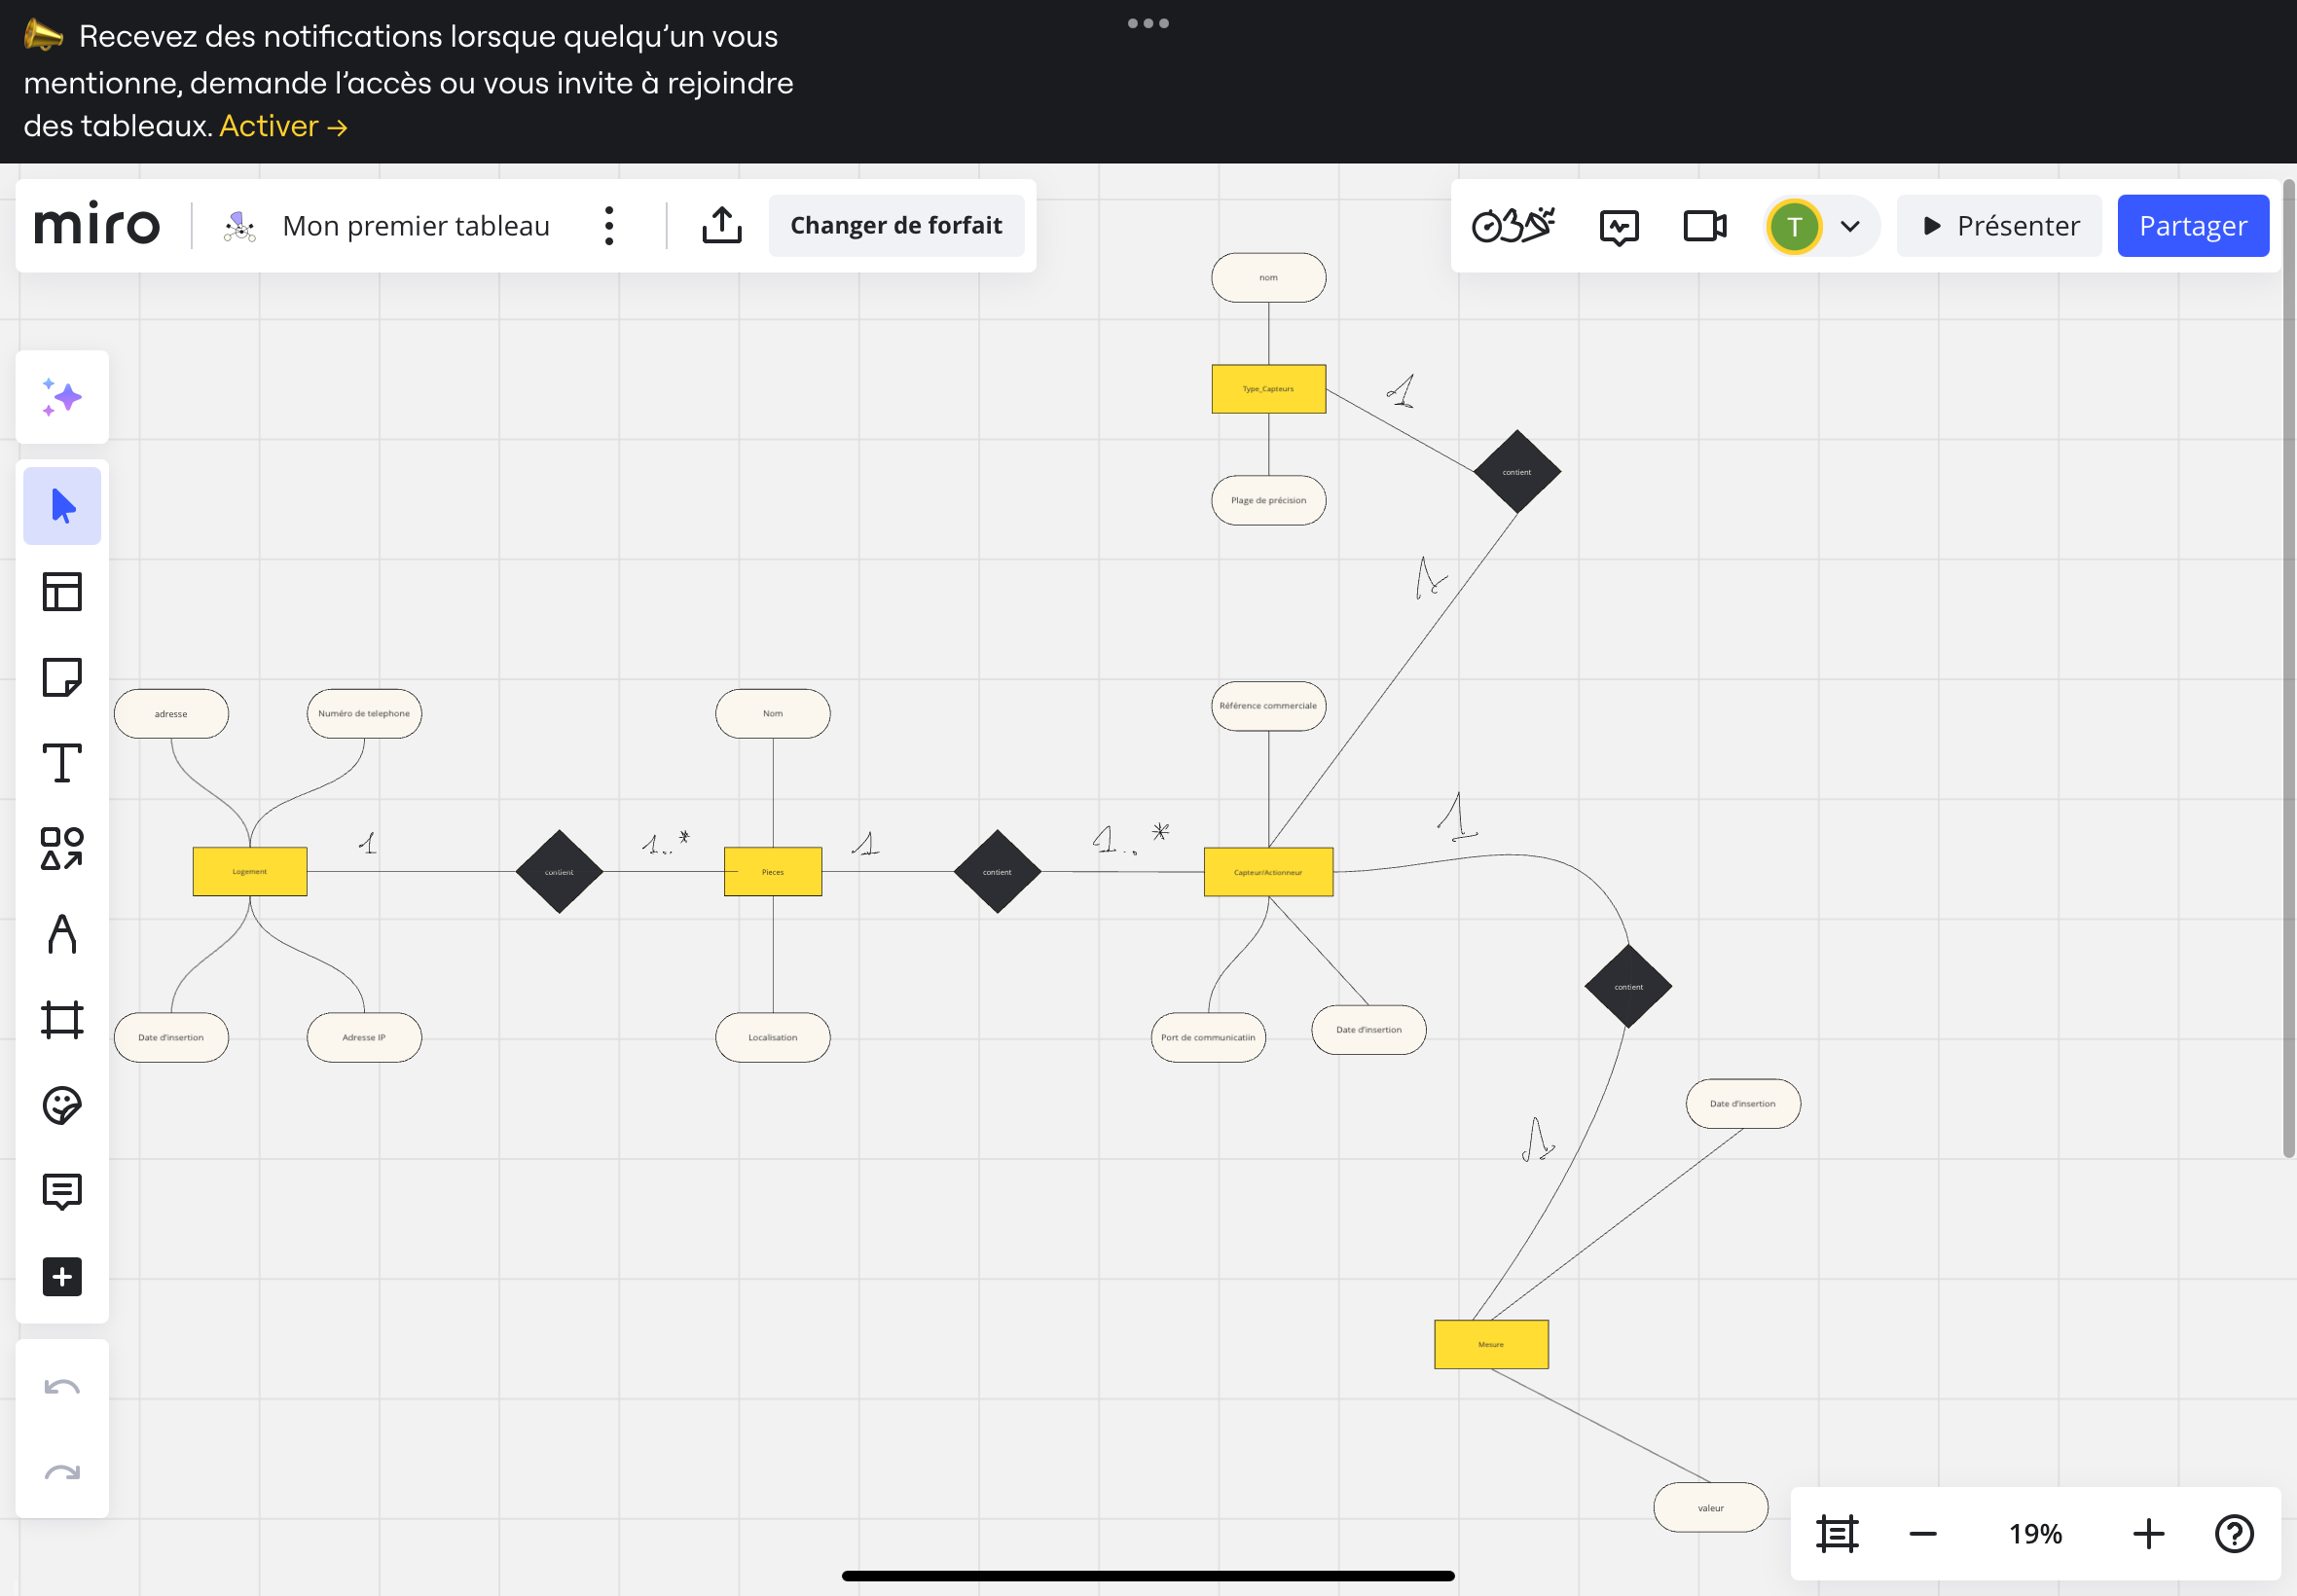 Recevez des notifications lorsque quelqu'un vous
mentionne, demande l'accès ou vous invite à rejoindre
des tableaux. Activer →
miro
Mon premier tableau
Changer de forfait
T
Présenter
Partager
nom
Type_Capteurs
1
contient
Plage de précision
1
Référence commerciale
adresse
Numéro de telephone
Nom
1
1..*
1
1..*
1
Logement
contient
Pieces
contient
Capteur/Actionneur
contient
Date d'insertion
Adresse IP
Localisation
Port de communicatiin
Date d'insertion
Date d'insertion
1
Mesure
valeur
19%